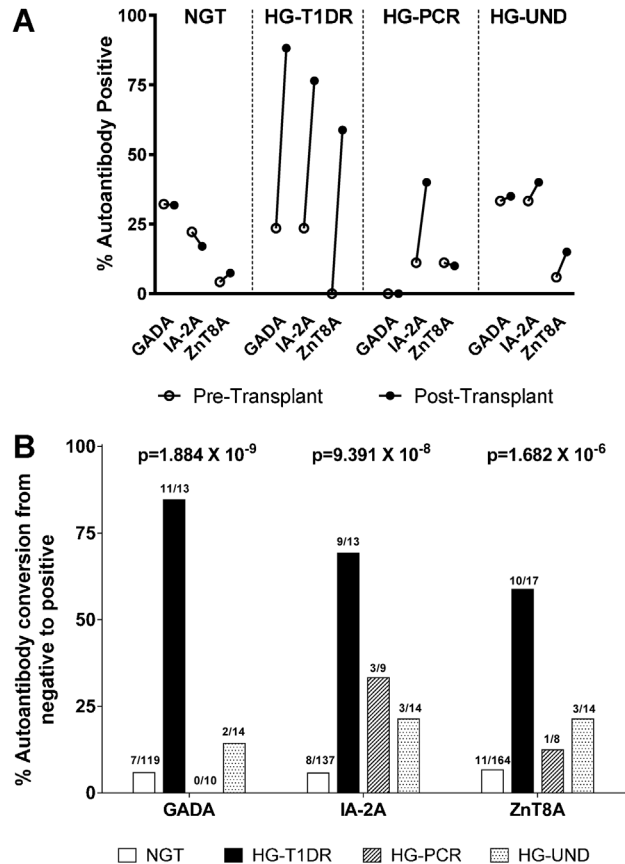 A
NGT HG-T1DR HG-PCR HG-UND
% Autoantibody Positive
100
75
50
25
0
GADA IA-2A ZnT8A GADA IA-2A ZnT8A GADA IA-2A ZnT8A GADA IA-2A ZnT8A
Pre-Transplant Post-Transplant
B
% Autoantibody conversion from
negative to positive
100
75
50
25
0
p=1.884 X 10⁻⁹ p=9.391 X 10⁻⁸ p=1.682 X 10⁻⁶
7/119 11/13 0/10 2/14 8/137 9/13 3/9 3/14 11/164 10/17 1/8 3/14
GADA IA-2A ZnT8A
NGT HG-T1DR HG-PCR HG-UND